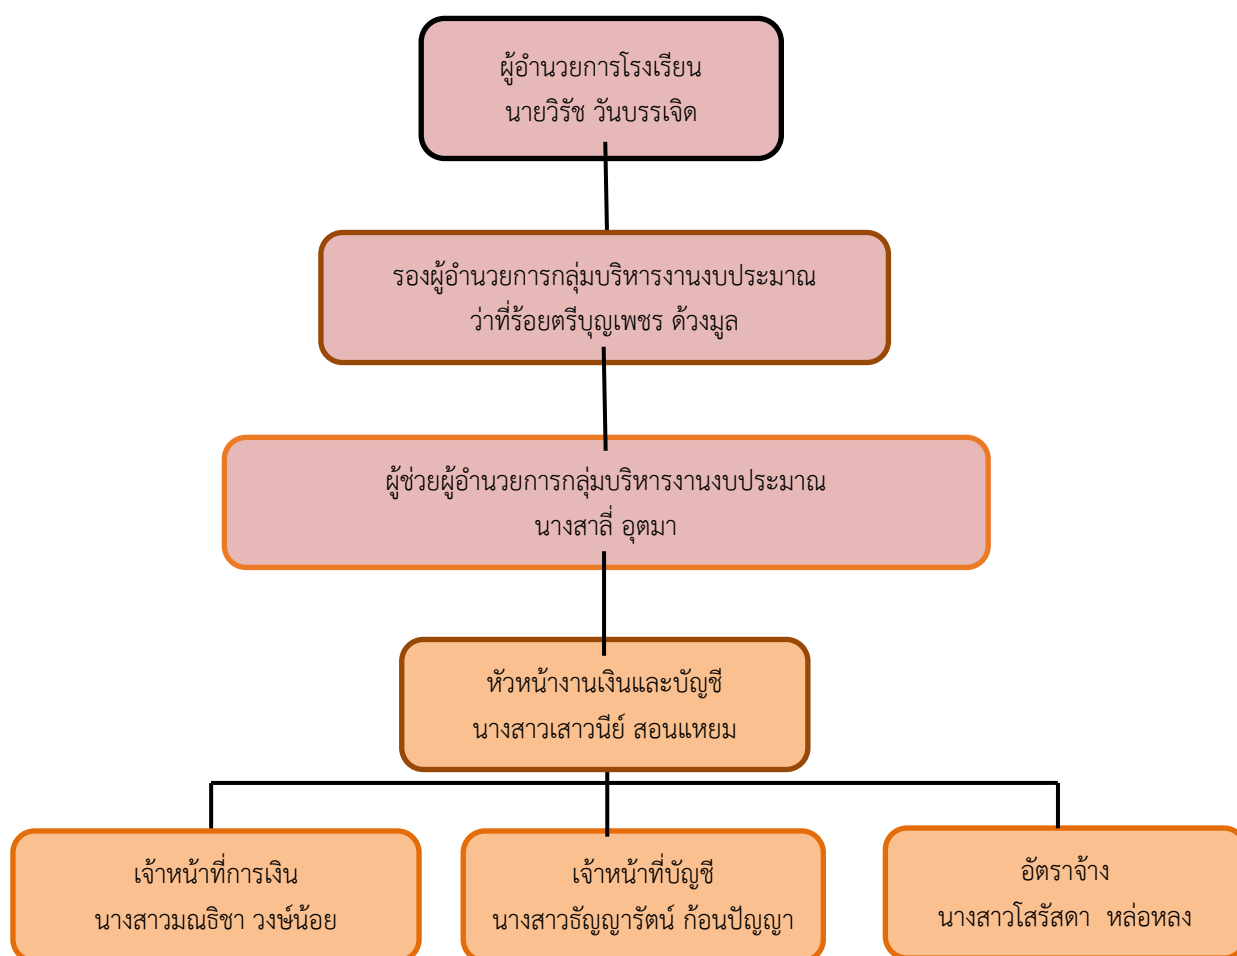 ผู้อำนวยการโรงเรียน
นายวิรัช วันบรรเจิด
รองผู้อำนวยการกลุ่มบริหารงานงบประมาณ
ว่าที่ร้อยตรีบุญเพชร ด้วงมูล
ผู้ช่วยผู้อำนวยการกลุ่มบริหารงานงบประมาณ
นางสาลี่ อุตมา
หัวหน้างานเงินและบัญชี
นางสาวเสาวนีย์ สอนแหยม
เจ้าหน้าที่การเงิน
นางสาวมณธิชา วงษ์น้อย
เจ้าหน้าที่บัญชี
นางสาวธัญญารัตน์ ก้อนปัญญา
อัตราจ้าง
นางสาวโสรัสดา หล่อหลง